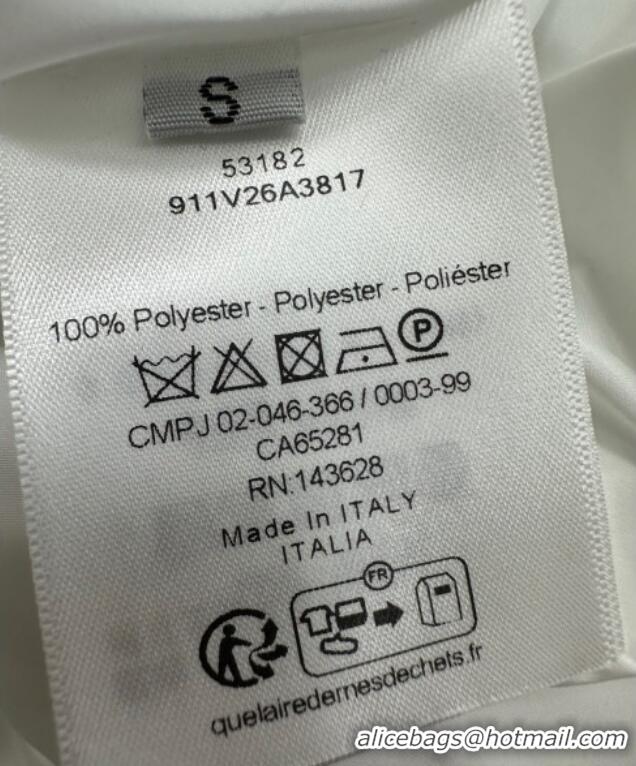 S
53182
911V26A3817
100% Polyester - Polyester - Poliéster
P
CMPJ 02-046-366 / 0003-99
CA65281
RN:143628
Made In ITALY
ITALIA
FR
quelairedemesdechets.fr
alicebags@hotmail.com